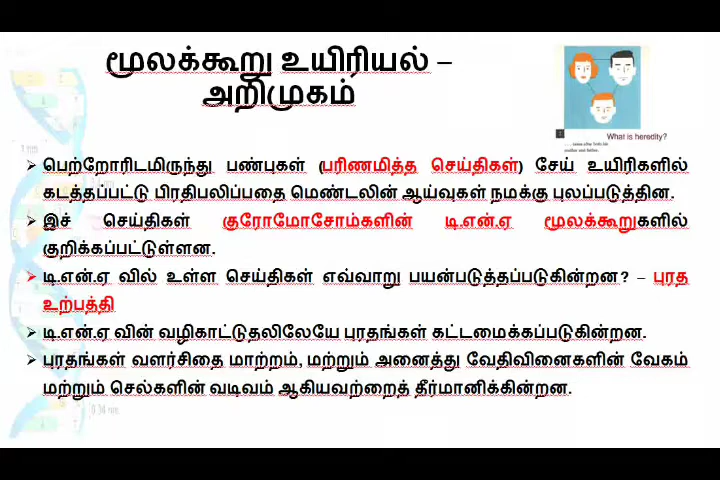 மூலக்கூறு உயிரியல் –
அறிமுகம்
What is heredity?
➢ பெற்றோரிடமிருந்து பண்புகள் (பரிணமித்த செய்திகள்) சேய் உயிரிகளில்
கடத்தப்பட்டு பிரதிபலிப்பதை மெண்டலின் ஆய்வுகள் நமக்கு புலப்படுத்தின.
➢ இச் செய்திகள் குரோமோசோம்களின் டி.என்.ஏ மூலக்கூறுகளில்
குறிக்கப்பட்டுள்ளன.
➢ டி.என்.ஏ வில் உள்ள செய்திகள் எவ்வாறு பயன்படுத்தப்படுகின்றன? – புரத
உற்பத்தி
➢ டி.என்.ஏ வின் வழிகாட்டுதலிலேயே புரதங்கள் கட்டமைக்கப்படுகின்றன.
➢ புரதங்கள் வளர்சிதை மாற்றம், மற்றும் அனைத்து வேதிவினைகளின் வேகம்
மற்றும் செல்களின் வடிவம் ஆகியவற்றைத் தீர்மானிக்கின்றன.
0.34 nm